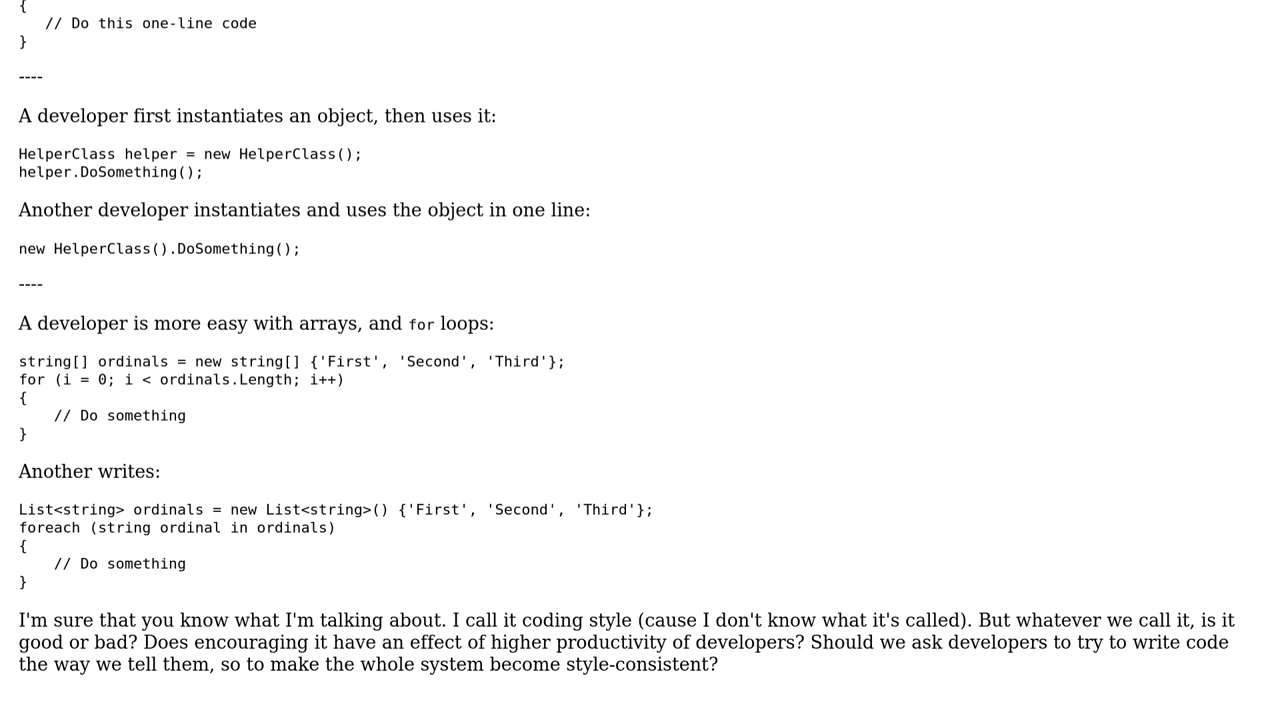 {
   // Do this one-line code
}
----
A developer first instantiates an object, then uses it:
HelperClass helper = new HelperClass();
helper.DoSomething();
Another developer instantiates and uses the object in one line:
new HelperClass().DoSomething();
----
A developer is more easy with arrays, and for loops:
string[] ordinals = new string[] {'First', 'Second', 'Third'};
for (i = 0; i < ordinals.Length; i++)
{
    // Do something
}
Another writes:
List<string> ordinals = new List<string>() {'First', 'Second', 'Third'};
foreach (string ordinal in ordinals)
{
    // Do something
}
I'm sure that you know what I'm talking about. I call it coding style (cause I don't know what it's called). But whatever we call it, is it
good or bad? Does encouraging it have an effect of higher productivity of developers? Should we ask developers to try to write code
the way we tell them, so to make the whole system become style-consistent?